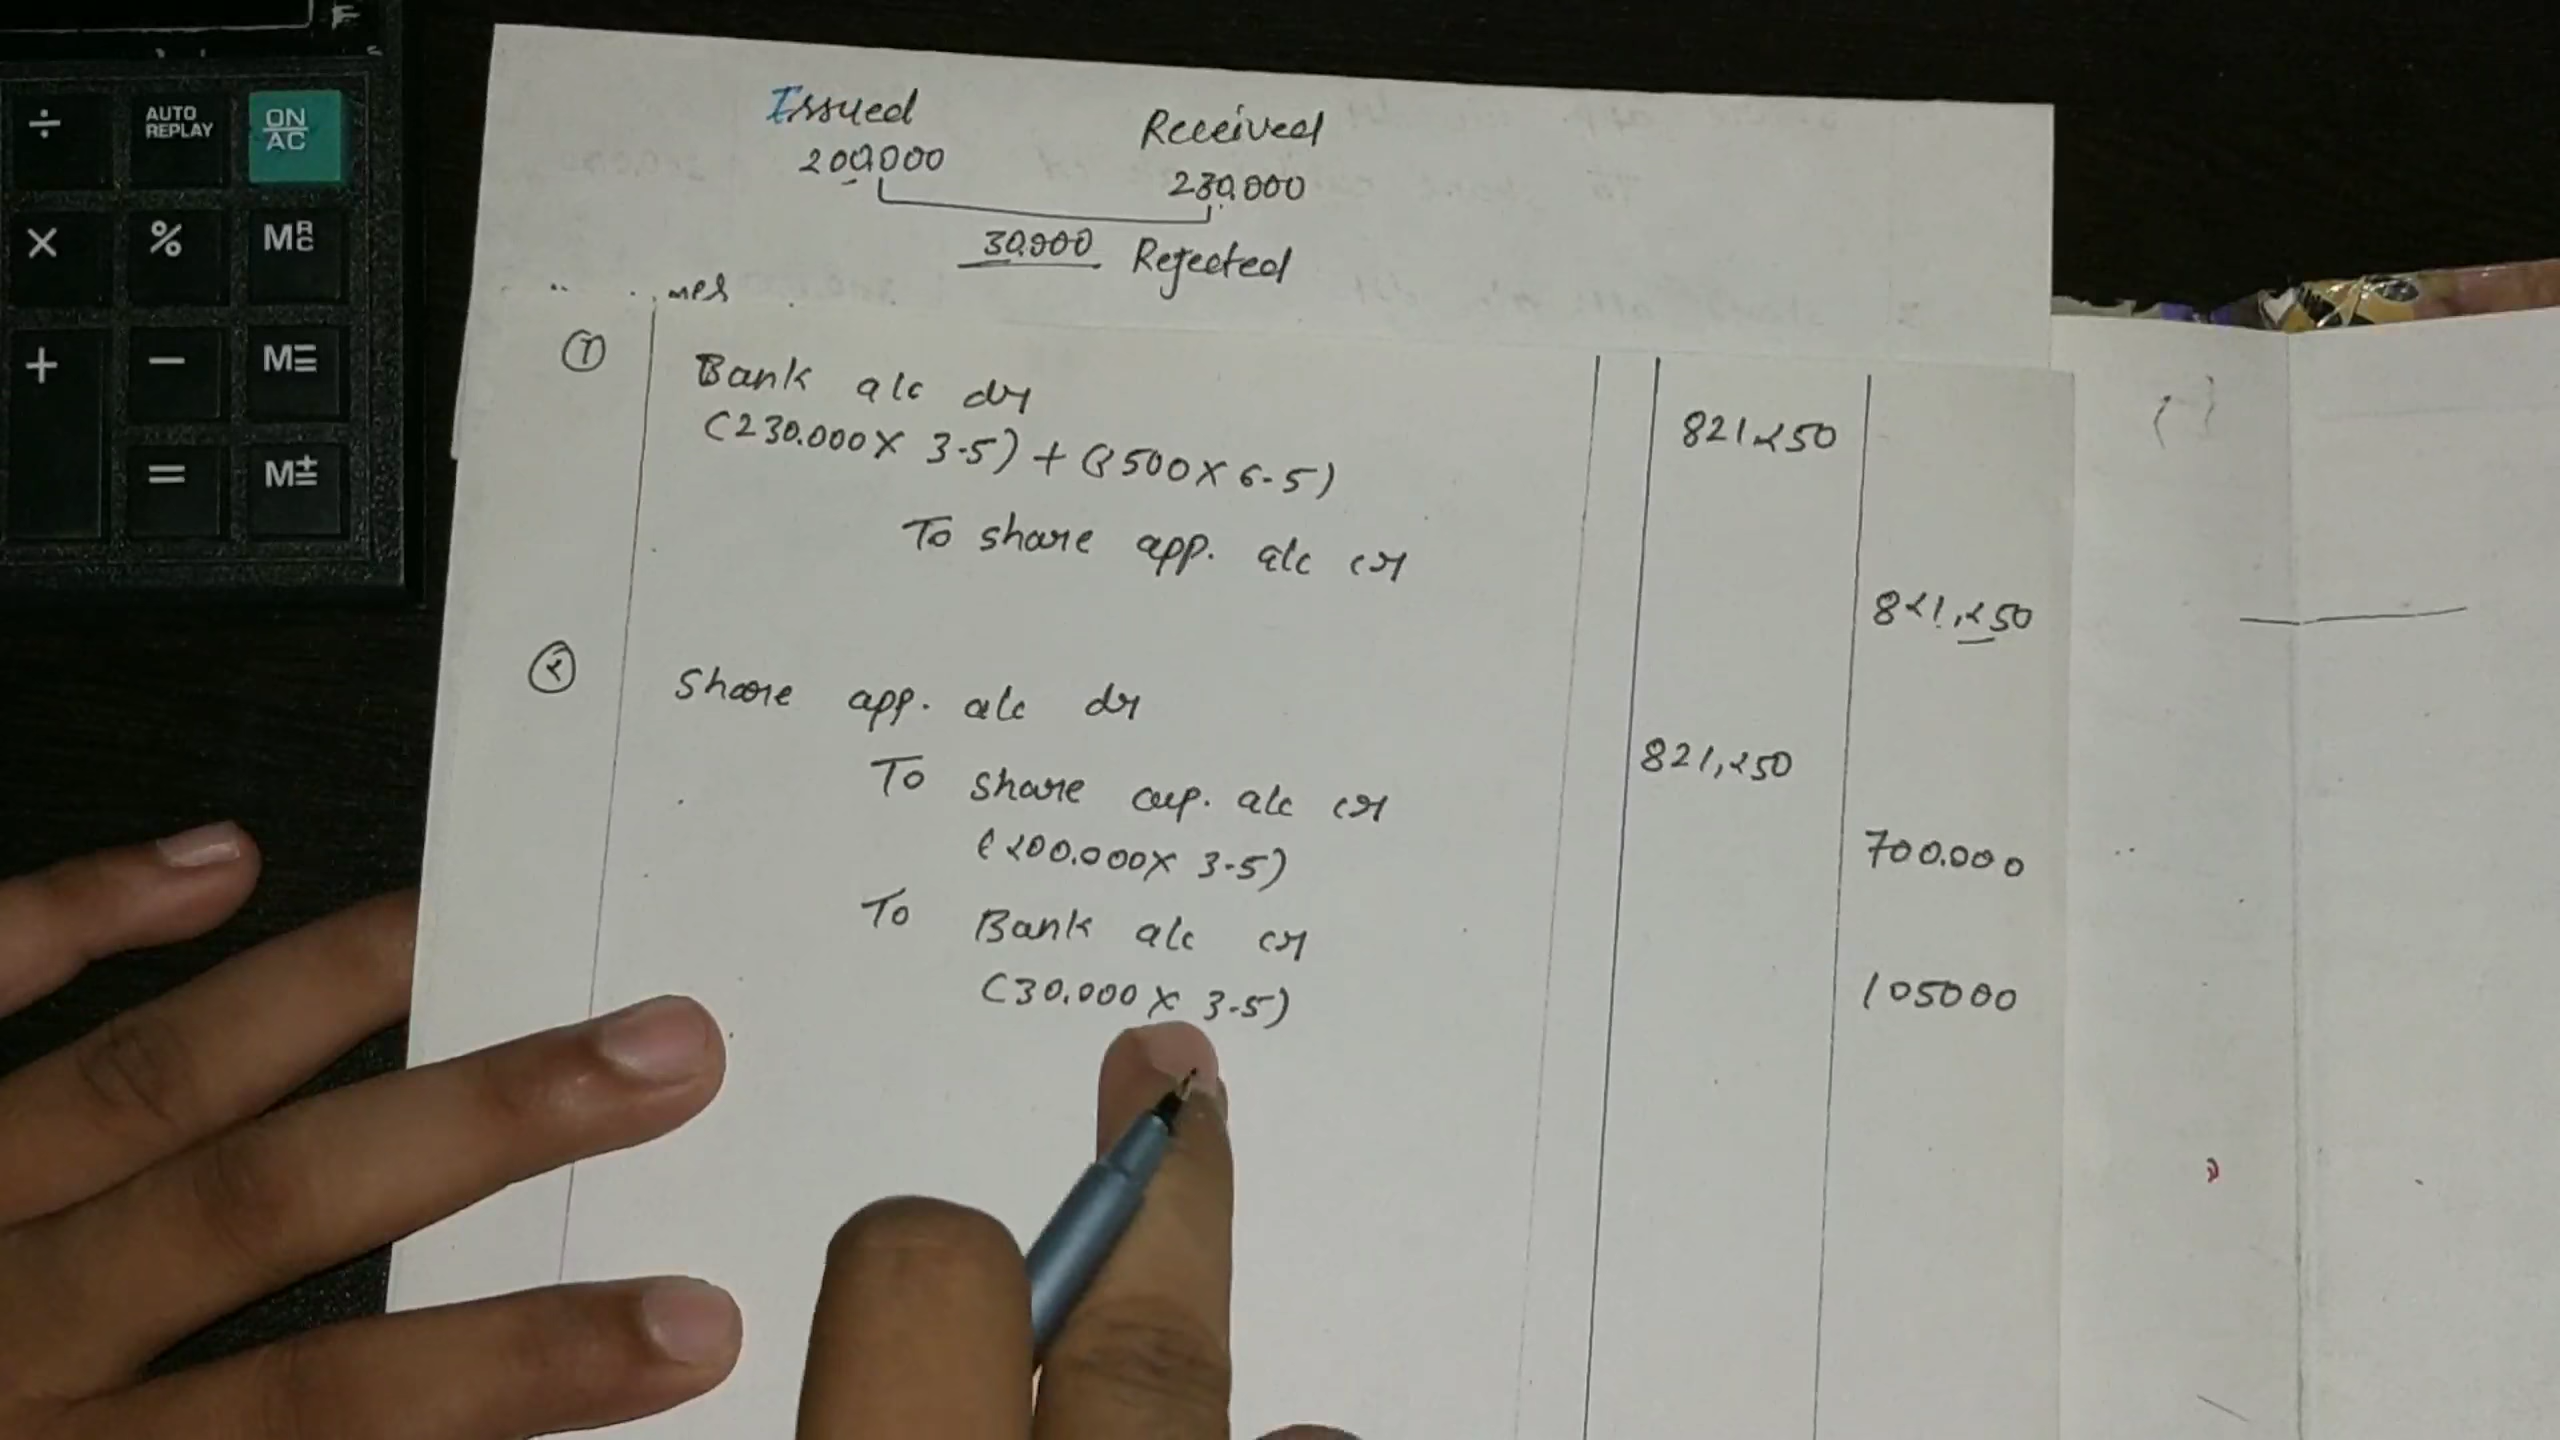 ÷ AUTO REPLAY ON/AC
× % MRC
+ − M=
= M±
Issued Received
200,000 230,000
30,000 Rejected
① Bank a/c dr 821,250
(230,000 X 3.5) + (2500 X 6.5)
To share app. a/c cr
821,250
② Share app. a/c dr
821,250
To share cap. a/c cr
(200,000 X 3.5) 700,000
To Bank a/c cr
(30,000 X 3.5) 105000